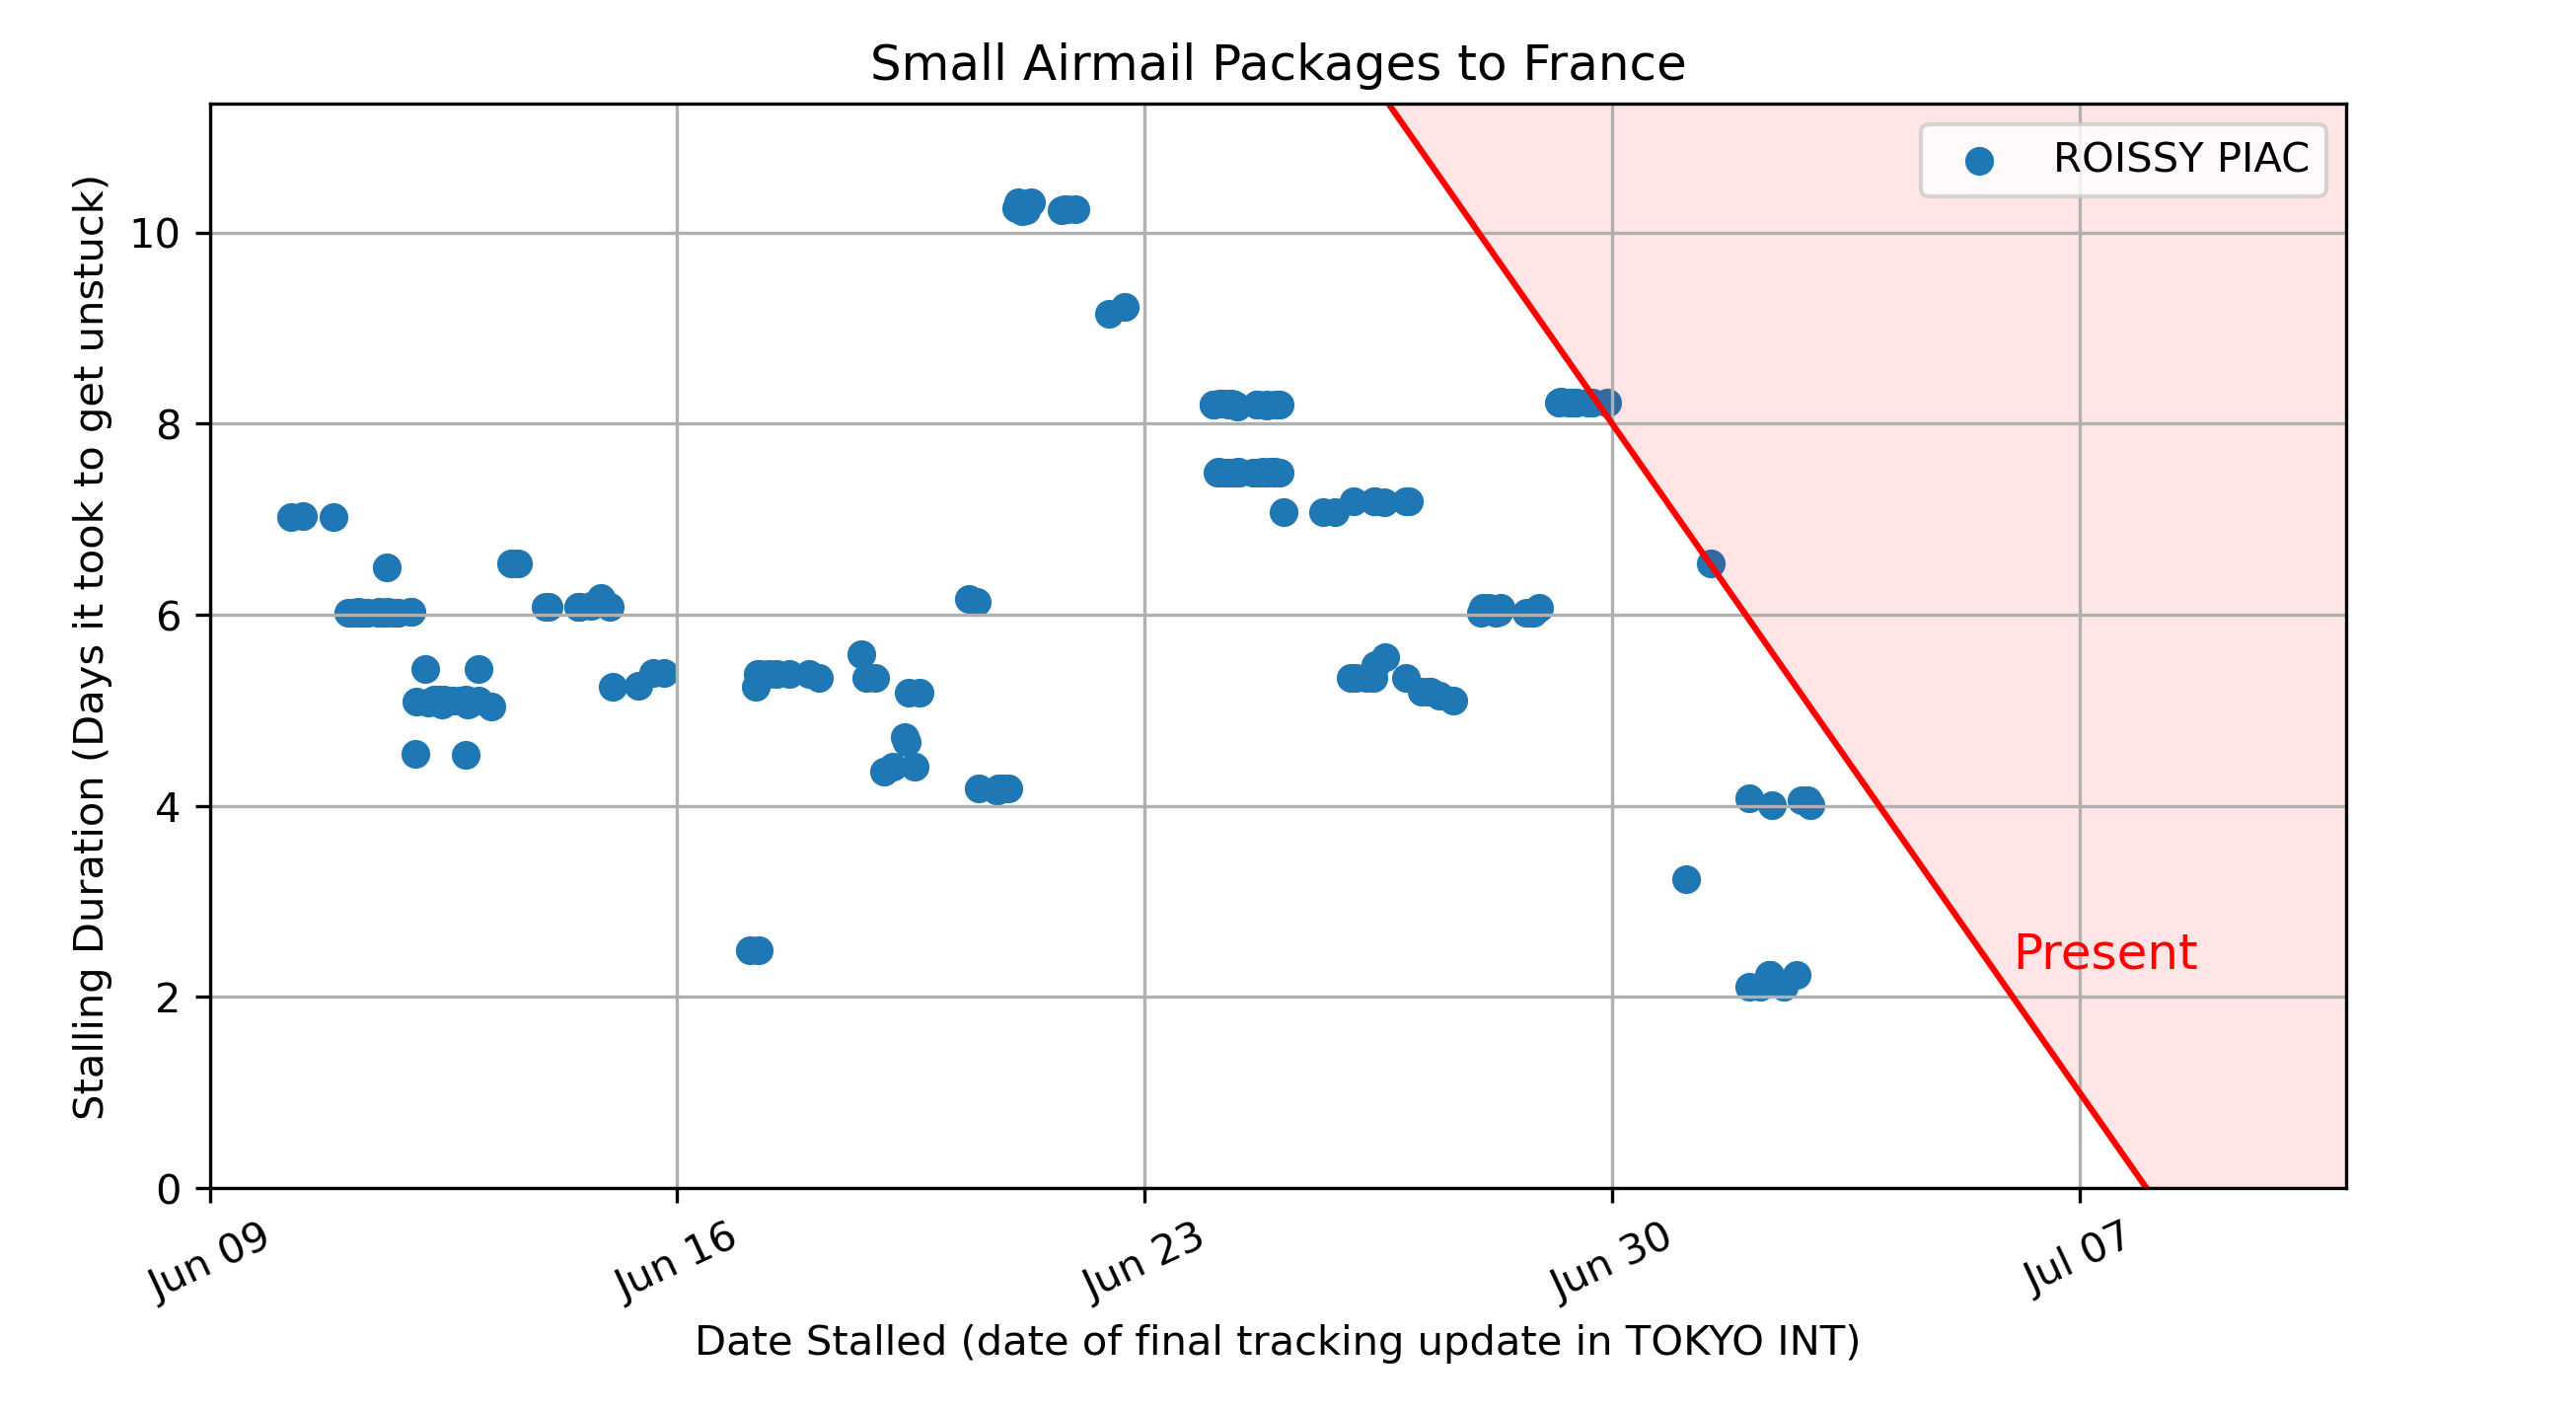 Small Airmail Packages to France
ROISSY PIAC
Stalling Duration (Days it took to get unstuck)
10
8
6
4
2
0
Present
Jun 09
Jun 16
Jun 23
Jun 30
Jul 07
Date Stalled (date of final tracking update in TOKYO INT)